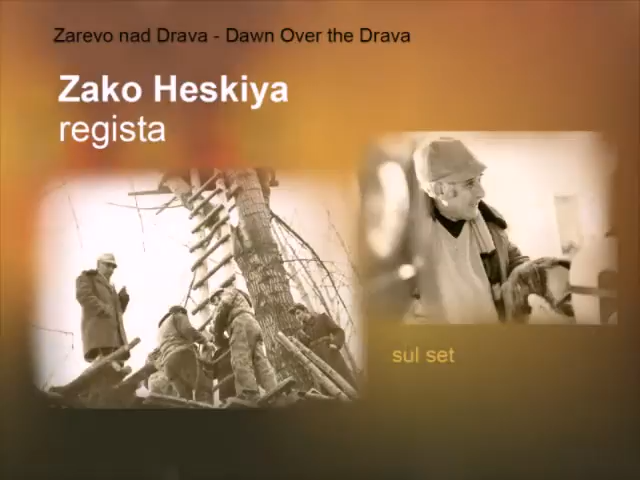 Zarevo nad Drava - Dawn Over the Drava
Zako Heskiya
regista
sul set